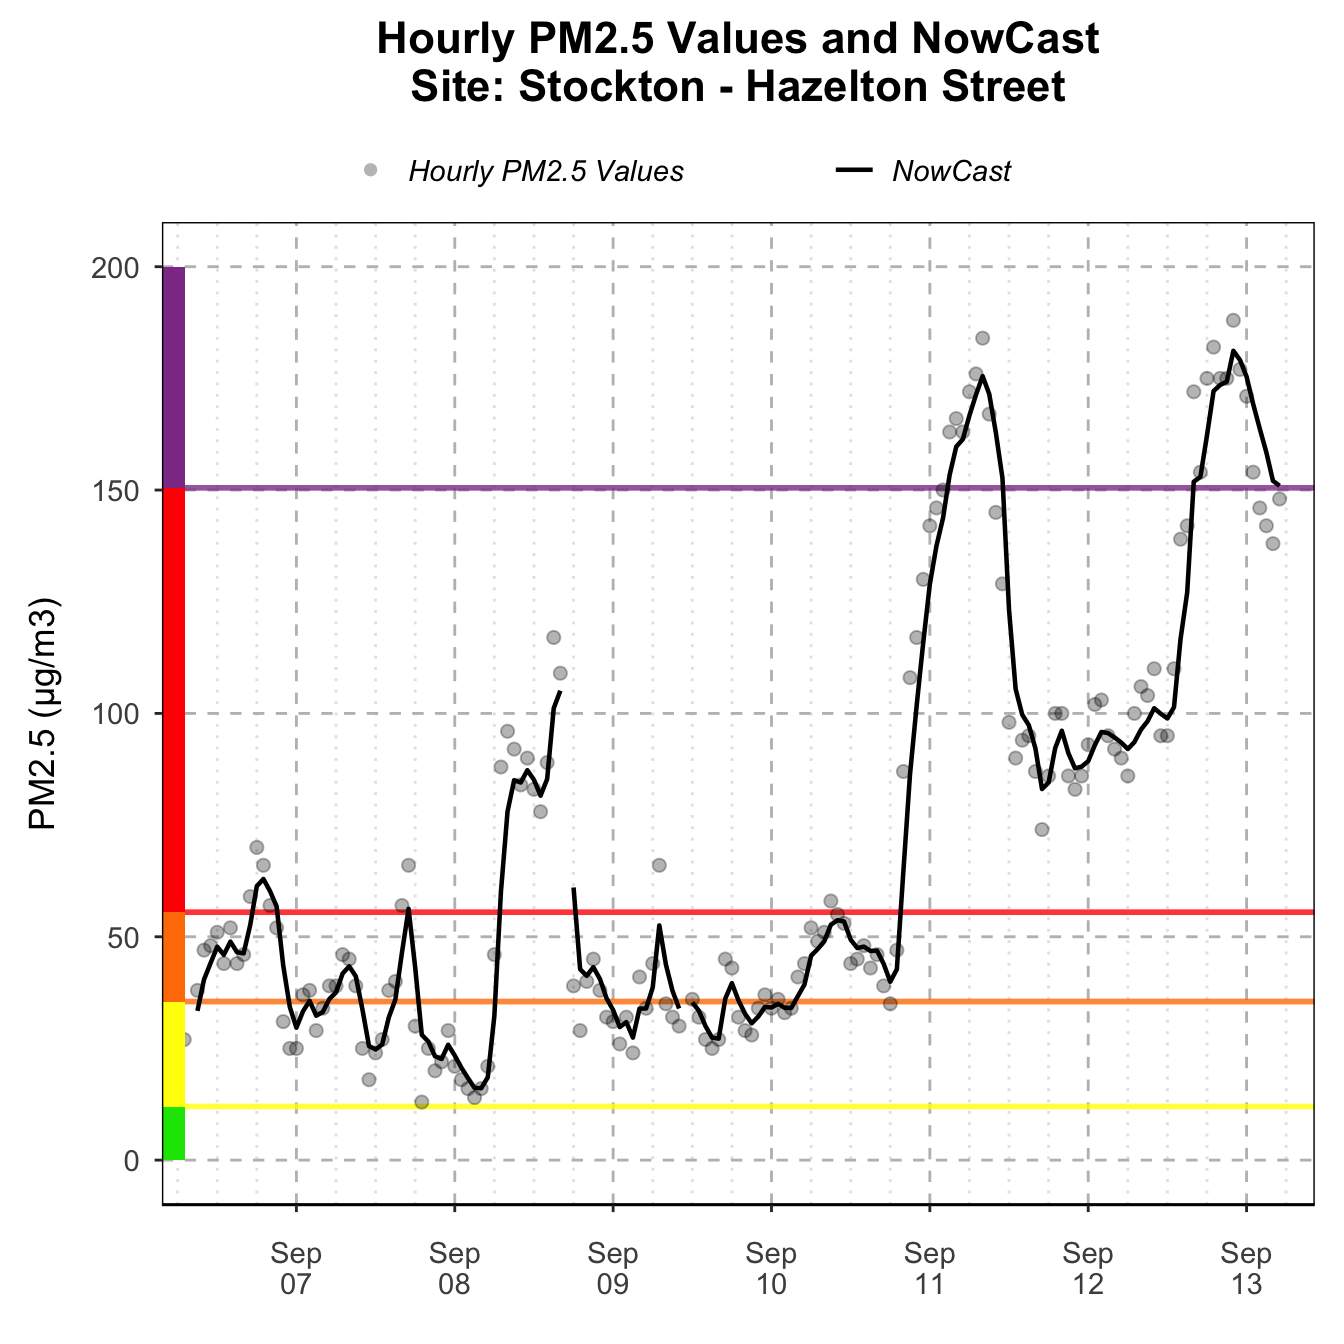 Hourly PM2.5 Values and NowCast
Site: Stockton - Hazelton Street
Hourly PM2.5 Values
NowCast
PM2.5 (µg/m3)
200
150
100
50
0
Sep 07
Sep 08
Sep 09
Sep 10
Sep 11
Sep 12
Sep 13